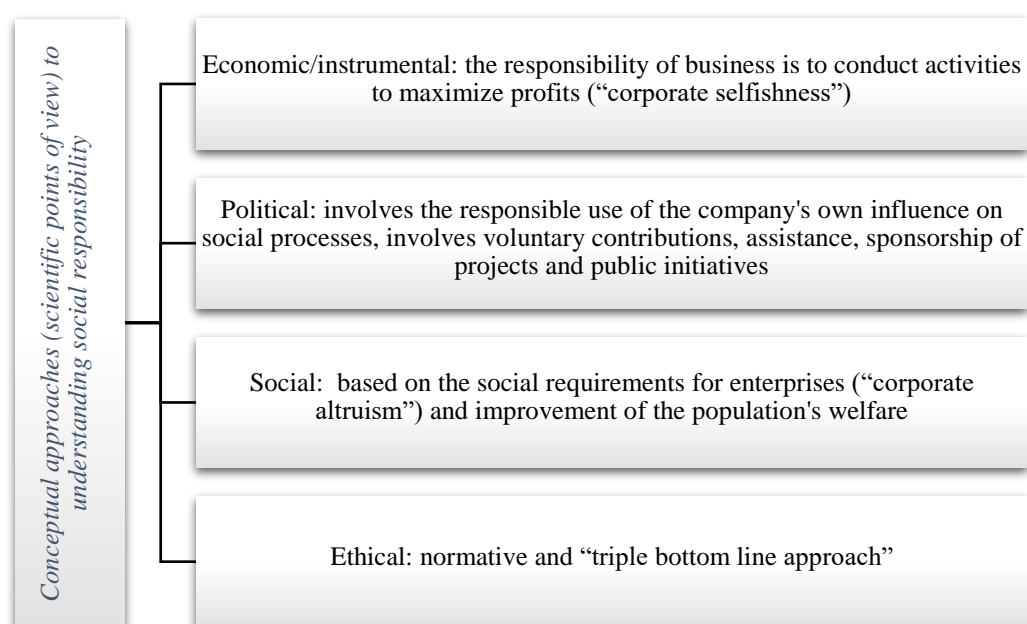 Conceptual approaches (scientific points of view) to
understanding social responsibility
Economic/instrumental: the responsibility of business is to conduct activities
to maximize profits (“corporate selfishness”)
Political: involves the responsible use of the company's own influence on
social processes, involves voluntary contributions, assistance, sponsorship of
projects and public initiatives
Social:  based on the social requirements for enterprises (“corporate
altruism”) and improvement of the population's welfare
Ethical: normative and “triple bottom line approach”